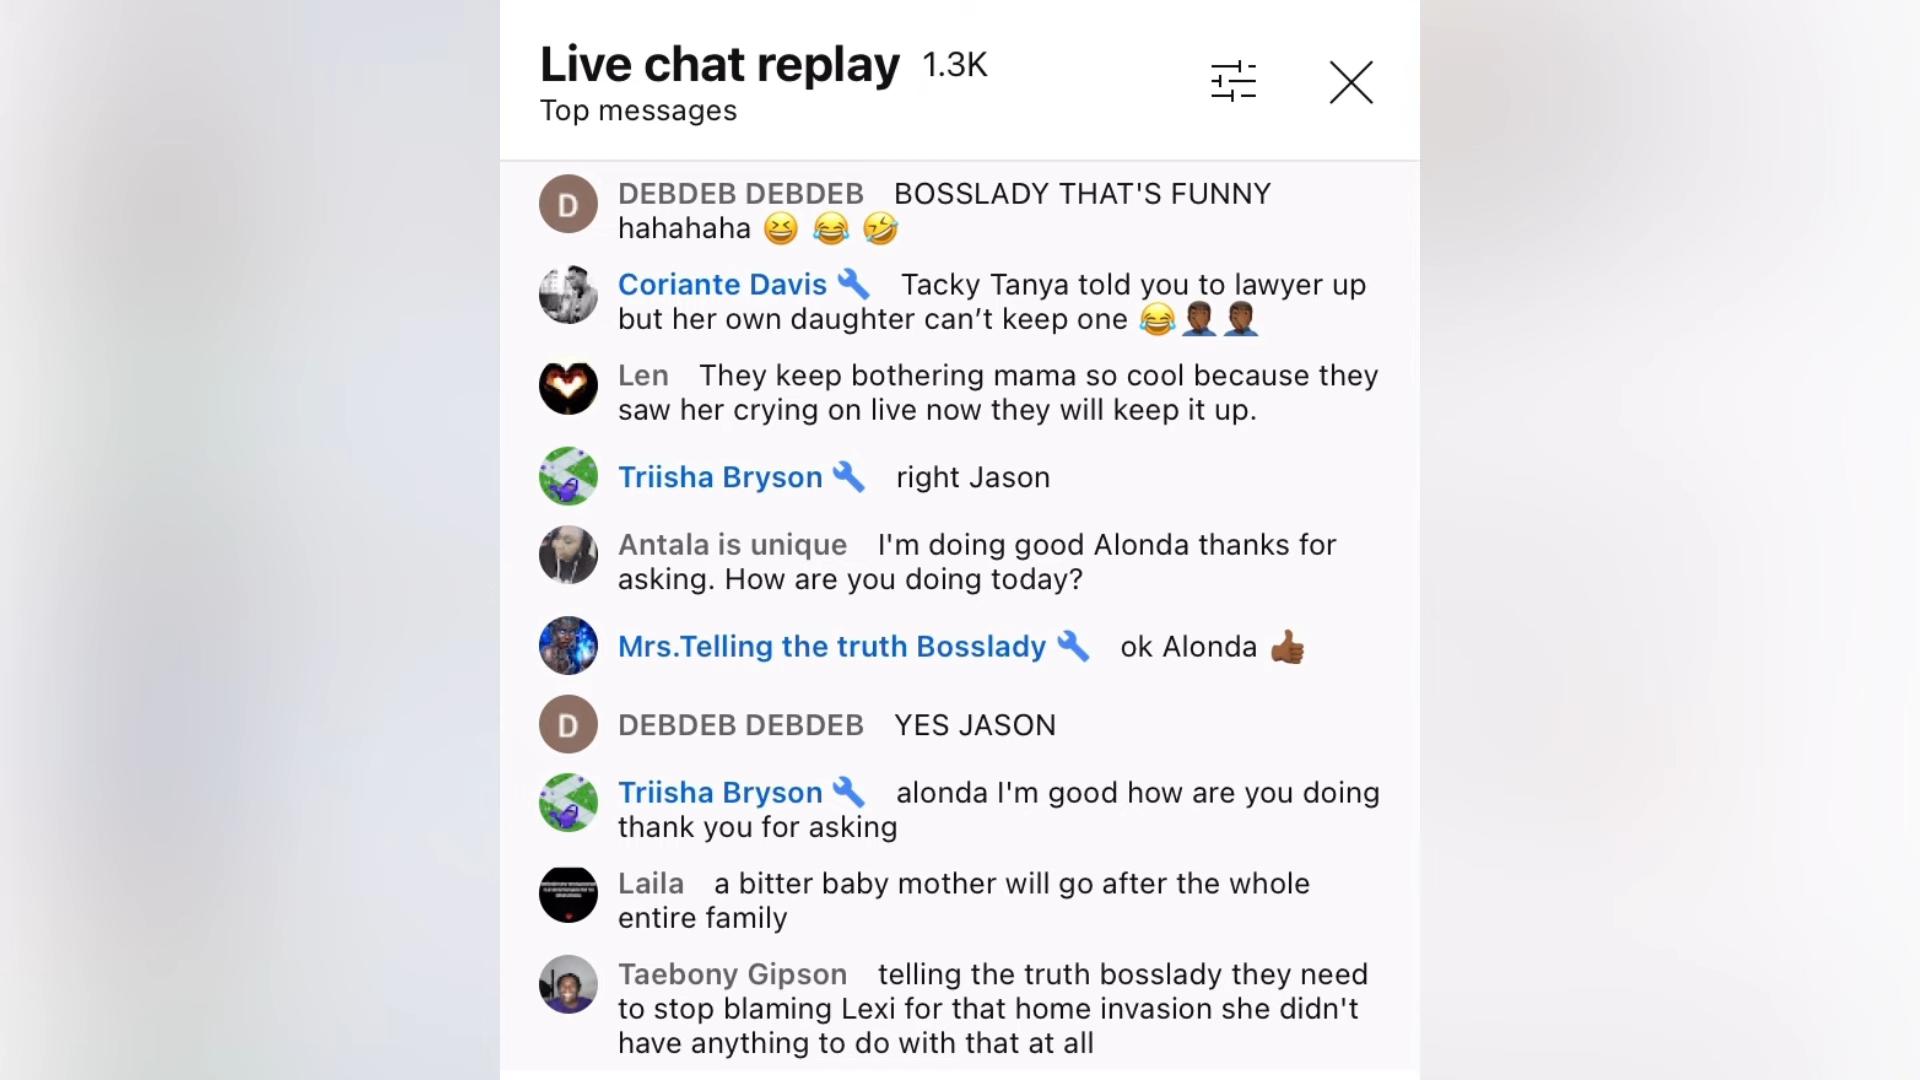 Live chat replay 1.3K
Top messages
DEBDEB DEBDEB BOSSLADY THAT'S FUNNY
hahahaha 😆 😂 🤣
Coriante Davis Tacky Tanya told you to lawyer up
but her own daughter can’t keep one 😂🤦🏾‍♂️🤦🏾‍♂️
Len They keep bothering mama so cool because they
saw her crying on live now they will keep it up.
Triisha Bryson right Jason
Antala is unique I'm doing good Alonda thanks for
asking. How are you doing today?
Mrs.Telling the truth Bosslady ok Alonda 👍🏾
D DEBDEB DEBDEB YES JASON
Triisha Bryson alonda I'm good how are you doing
thank you for asking
Laila a bitter baby mother will go after the whole
entire family
Taebony Gipson telling the truth bosslady they need
to stop blaming Lexi for that home invasion she didn't
have anything to do with that at all